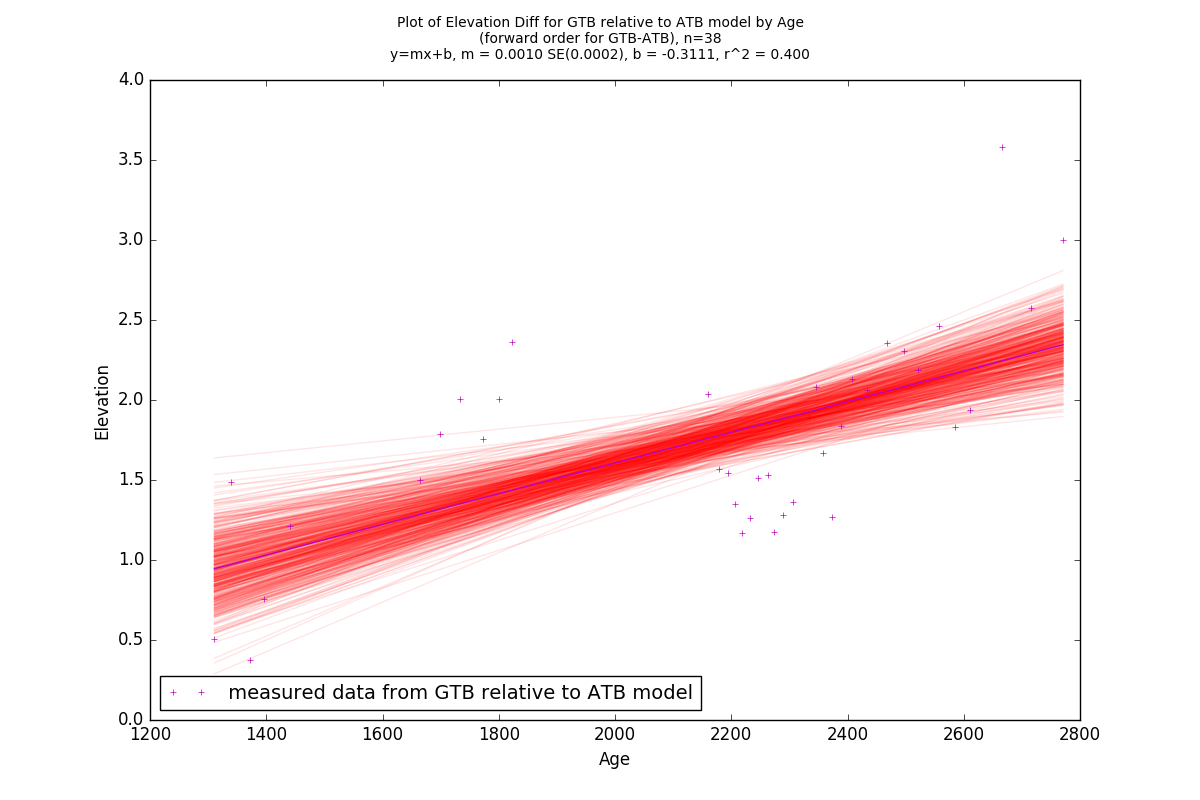 Plot of Elevation Diff for GTB relative to ATB model by Age
(forward order for GTB-ATB), n=38
y=mx+b, m = 0.0010 SE(0.0002), b = -0.3111, r^2 = 0.400
4.0
3.5
3.0
2.5
2.0
1.5
1.0
0.5
0.0
Elevation
measured data from GTB relative to ATB model
1200 1400 1600 1800 2000 2200 2400 2600 2800
Age